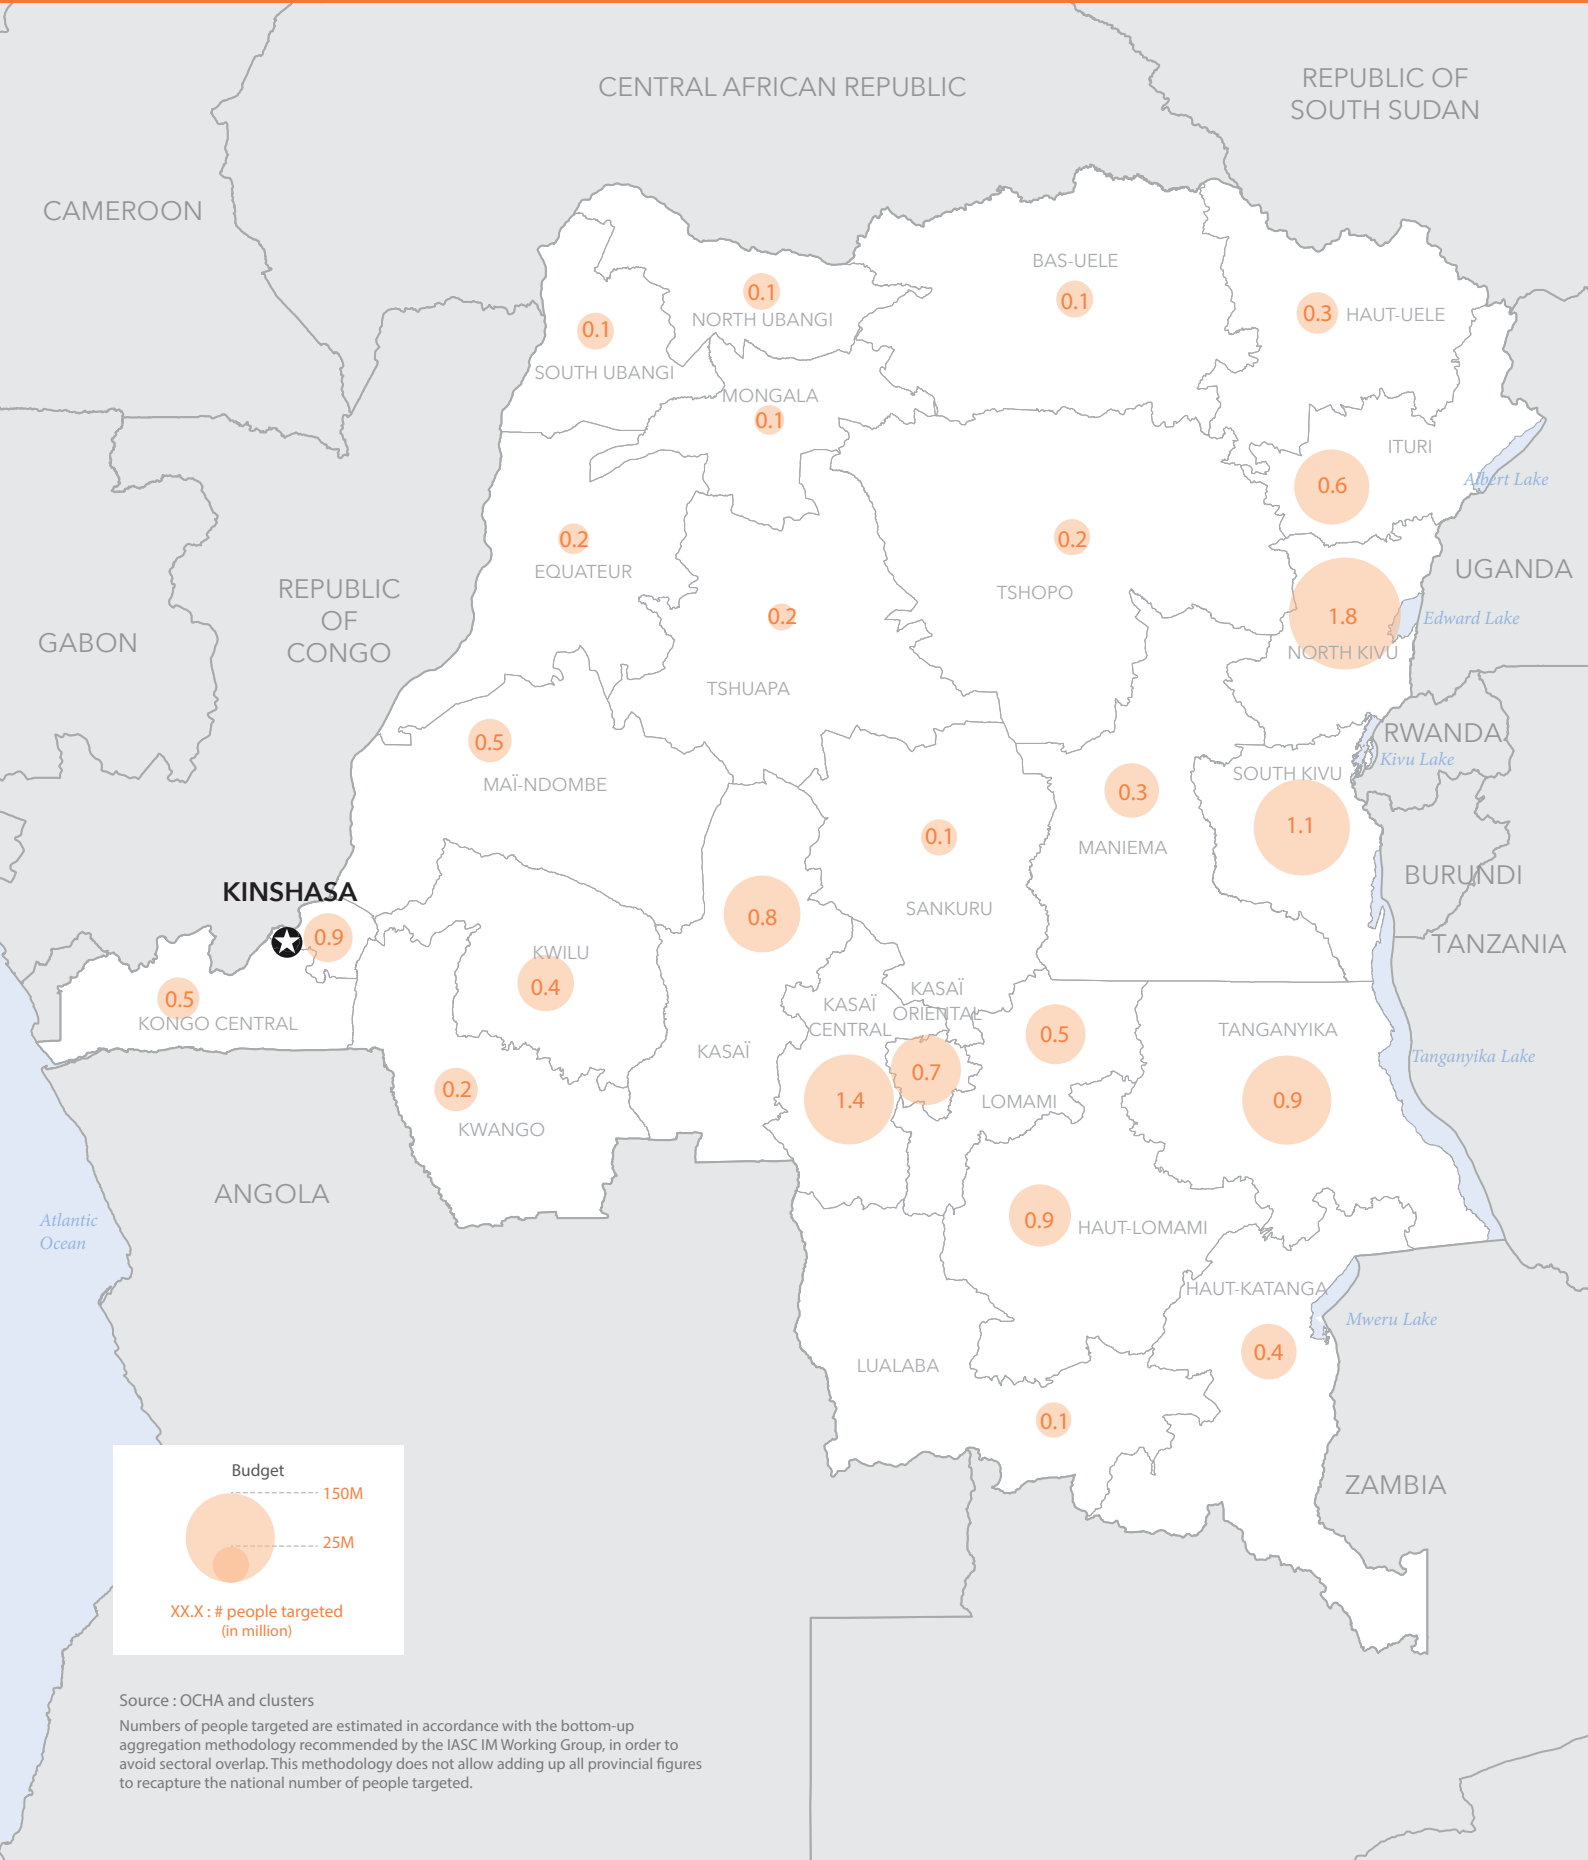 CENTRAL AFRICAN REPUBLIC
REPUBLIC OF
SOUTH SUDAN
CAMEROON
BAS-UELE
0.1
0.1
NORTH UBANGI
0.3
HAUT-UELE
0.1
SOUTH UBANGI
MONGALA
0.1
ITURI
0.6
Albert Lake
0.2
EQUATEUR
0.2
TSHOPO
UGANDA
REPUBLIC
OF
CONGO
GABON
0.2
TSHUAPA
1.8
NORTH KIVU
Edward Lake
0.5
MAÏ-NDOMBE
RWANDA
Kivu Lake
SOUTH KIVU
1.1
0.3
MANIEMA
0.1
SANKURU
BURUNDI
KINSHASA
0.9
0.8
KASAÏ
TANZANIA
KWILU
0.4
0.5
KONGO CENTRAL
KASAÏ
ORIENTAL
0.7
KASAÏ
CENTRAL
1.4
0.5
LOMAMI
TANGANYIKA
0.9
Tanganyika Lake
0.2
KWANGO
ANGOLA
Atlantic
Ocean
0.9
HAUT-LOMAMI
HAUT-KATANGA
0.4
Mweru Lake
LUALABA
0.1
ZAMBIA
Budget
150M
25M
XX.X : # people targeted
(in million)
Source : OCHA and clusters
Numbers of people targeted are estimated in accordance with the bottom-up
aggregation methodology recommended by the IASC IM Working Group, in order to
avoid sectoral overlap. This methodology does not allow adding up all provincial figures
to recapture the national number of people targeted.